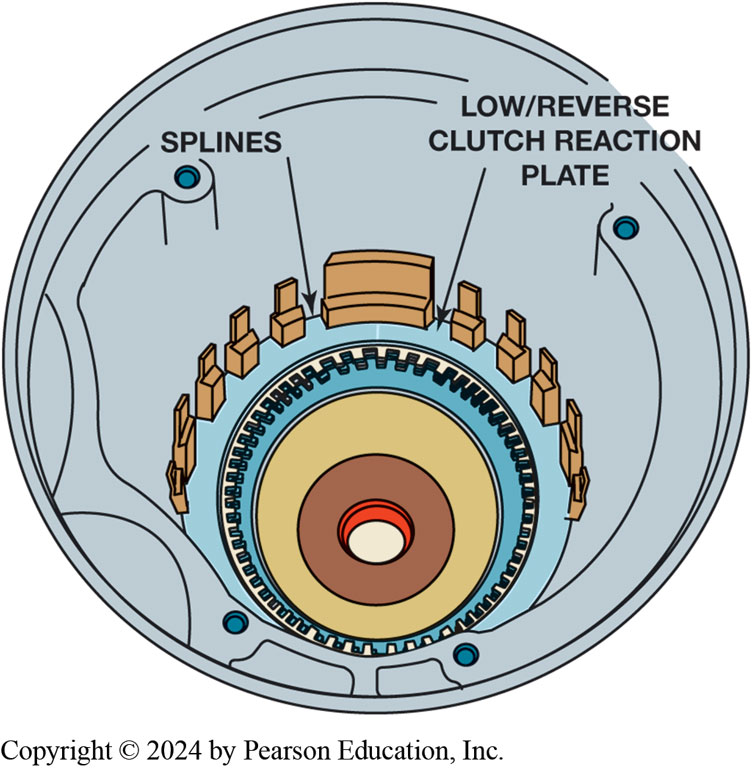 SPLINES
LOW/REVERSE
CLUTCH REACTION
PLATE
Copyright © 2024 by Pearson Education, Inc.